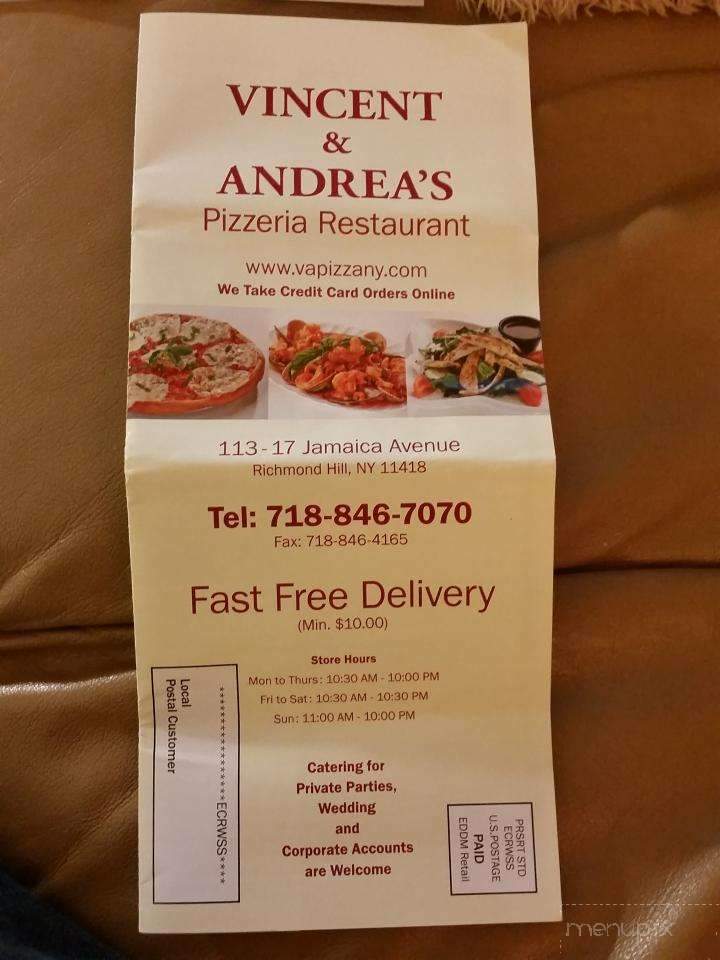 VINCENT
&
ANDREA'S
Pizzeria Restaurant
www.vapizzany.com
We Take Credit Card Orders Online
113-17 Jamaica Avenue
Richmond Hill, NY 11418
Tel: 718-846-7070
Fax: 718-846-4165
Fast Free Delivery
(Min. $10.00)
Store Hours
Mon to Thurs: 10:30 AM - 10:00 PM
Fri to Sat: 10:30 AM - 10:30 PM
Sun: 11:00 AM - 10:00 PM
Catering for
Private Parties,
Wedding
and
Corporate Accounts
are Welcome
******************ECRWSS****
Local
Postal Customer
PRSRT STD
ECRWSS
U.S.POSTAGE
PAID
EDDM Retail
menupix